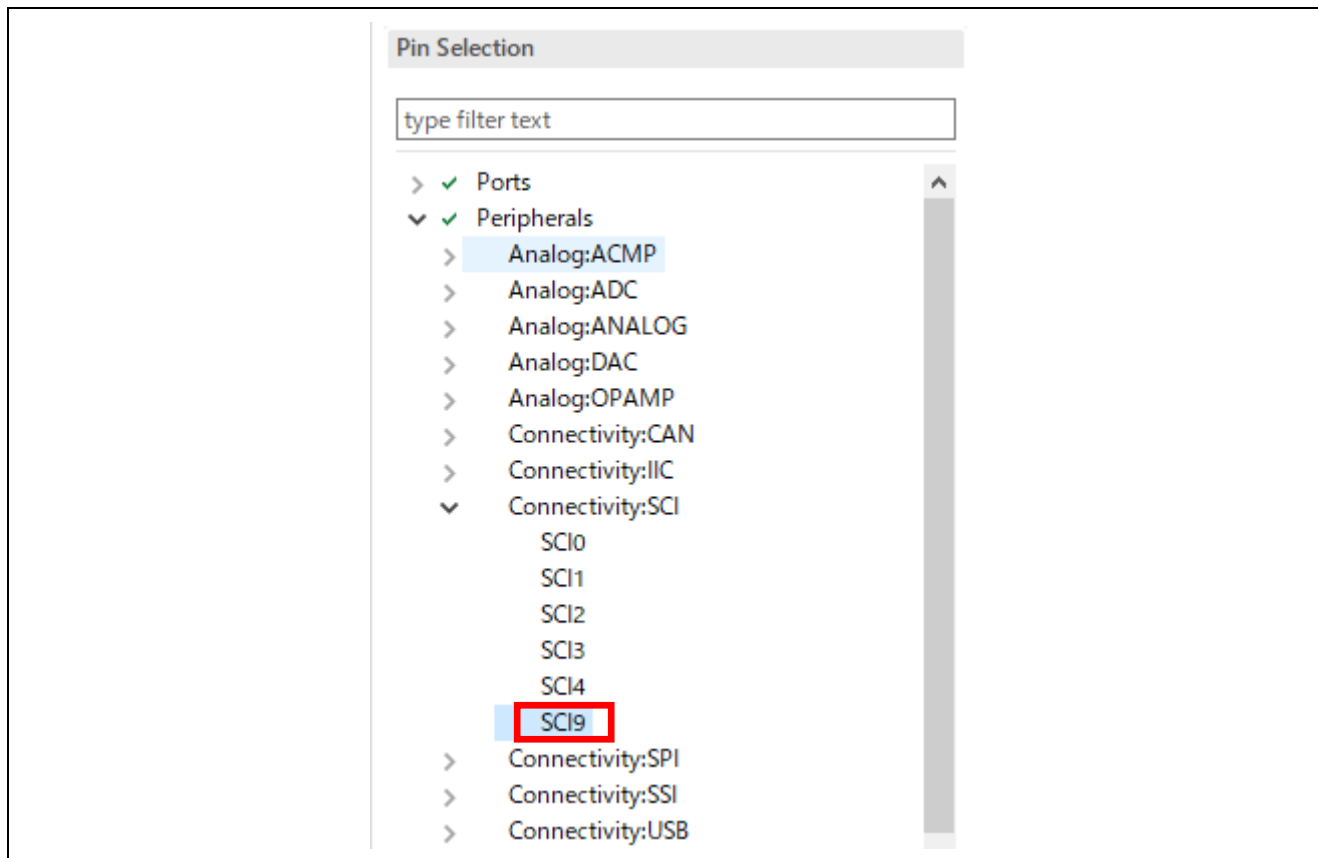 Pin Selection
type filter text
Ports
Peripherals
Analog:ACMP
Analog:ADC
Analog:ANALOG
Analog:DAC
Analog:OPAMP
Connectivity:CAN
Connectivity:IIC
Connectivity:SCI
SCI0
SCI1
SCI2
SCI3
SCI4
SCI9
Connectivity:SPI
Connectivity:SSI
Connectivity:USB